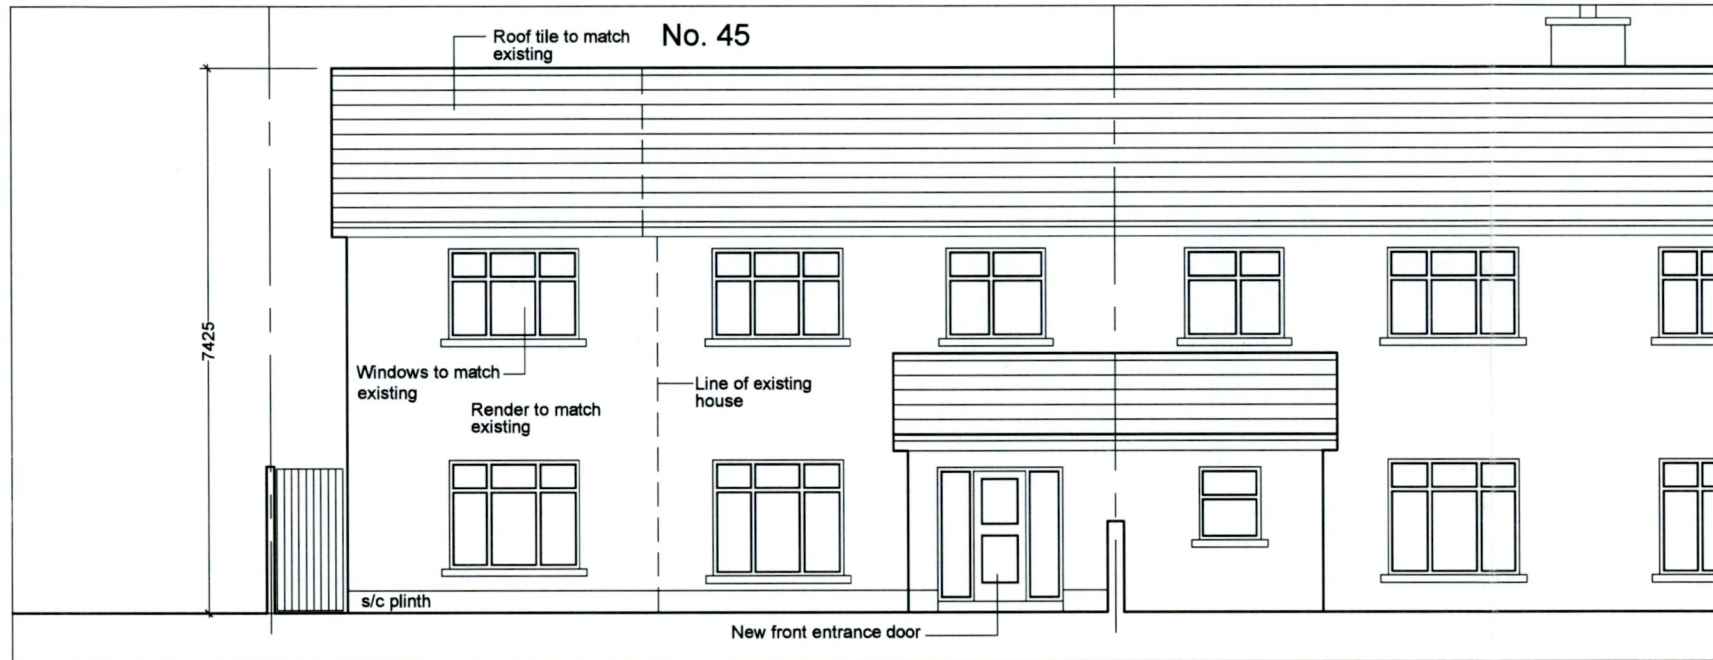 No. 45
Roof tile to match
existing
7425
Windows to match
existing
Render to match
existing
Line of existing
house
s/c plinth
New front entrance door